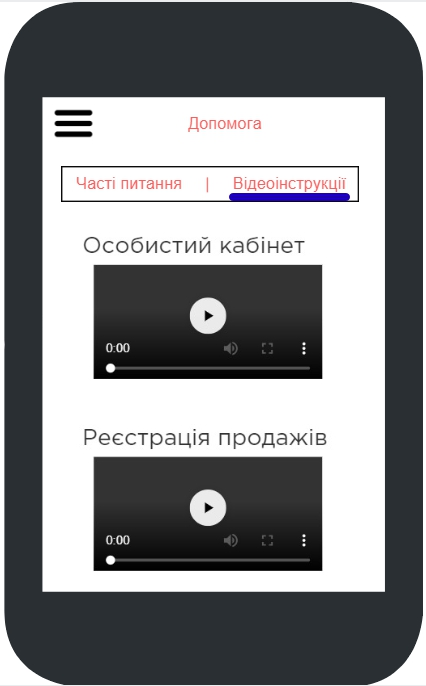 Допомога
Часті питання | Відеоінструкції
Особистий кабінет
0:00
Реєстрація продажів
0:00